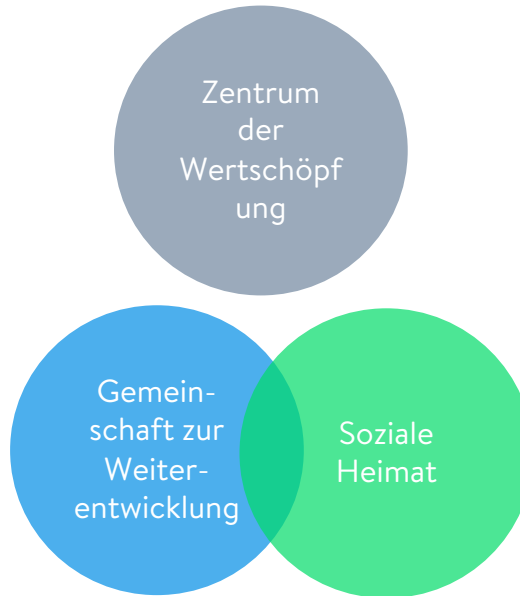 Zentrum
der
Wertschöpf
ung
Gemein-
schaft zur
Weiter-
entwicklung
Soziale
Heimat